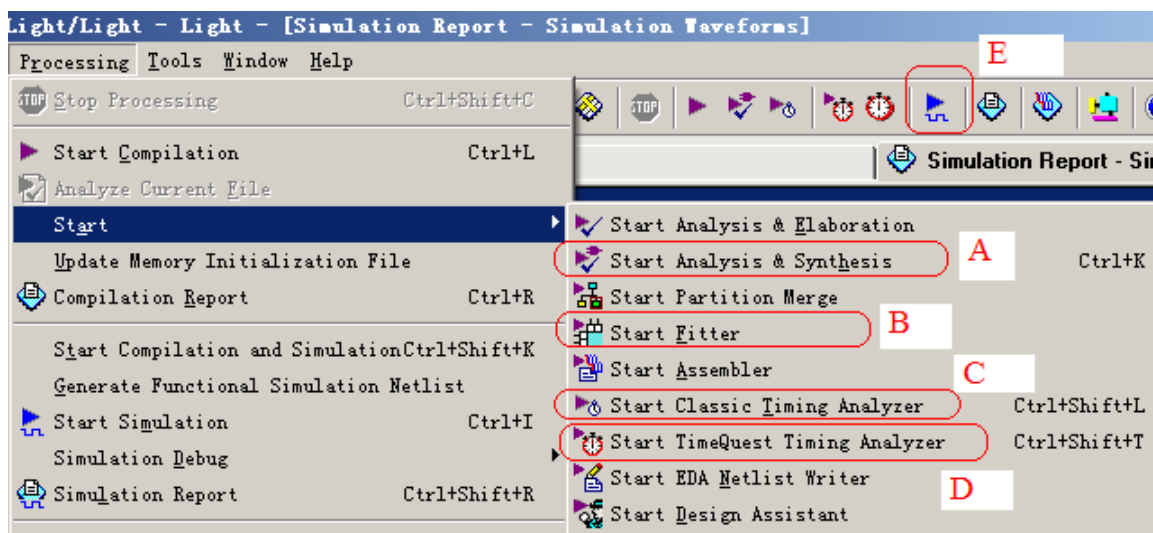 Light/Light - Light - [Simulation Report - Simulation Waveforms]
Processing Tools Window Help
E
Stop Processing Ctrl+Shift+C
STOP
Start Compilation Ctrl+L
Simulation Report - Si
Analyze Current File
Start
Start Analysis & Elaboration
Update Memory Initialization File
Start Analysis & Synthesis A Ctrl+K
Compilation Report Ctrl+R
Start Partition Merge
Start Fitter B
Start Compilation and Simulation Ctrl+Shift+K
Start Assembler C
Generate Functional Simulation Netlist
Start Classic Timing Analyzer Ctrl+Shift+L
Start Simulation Ctrl+I
Start TimeQuest Timing Analyzer Ctrl+Shift+T
Simulation Debug
Start EDA Netlist Writer D
Simulation Report Ctrl+Shift+R
Start Design Assistant